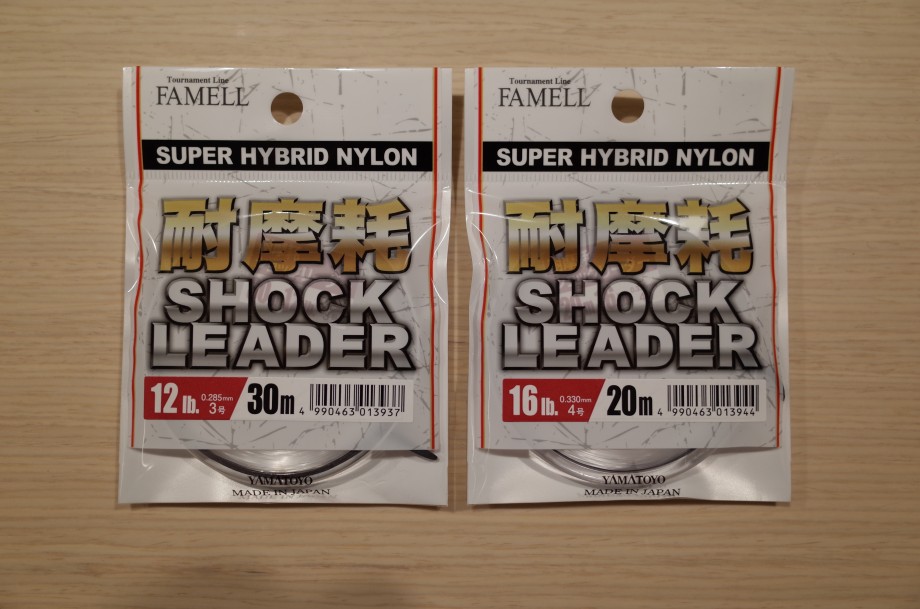 Tournament Line
FAMELL
SUPER HYBRID NYLON
耐摩耗
SHOCK
LEADER
12 lb. 0.285mm 3号 30m
4 990463 013937
YAMATOYO
MADE IN JAPAN
Tournament Line
FAMELL
SUPER HYBRID NYLON
耐摩耗
SHOCK
LEADER
16 lb. 0.330mm 4号 20m
4 990463 013944
YAMATOYO
MADE IN JAPAN